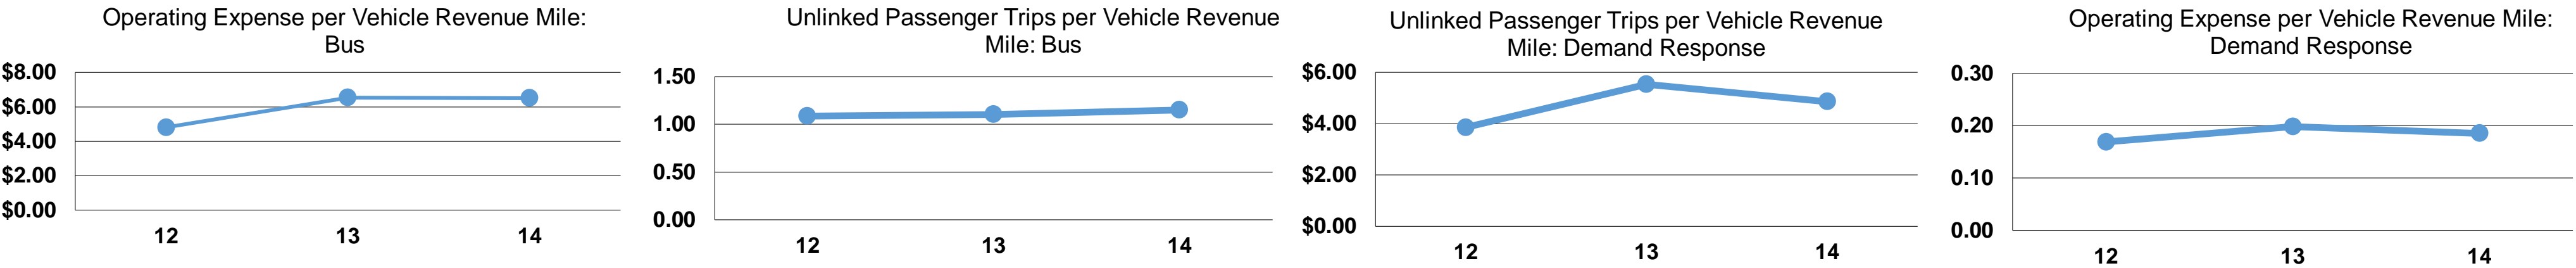 Operating Expense per Vehicle Revenue Mile:
Bus
$8.00
$6.00
$4.00
$2.00
$0.00
12 13 14
Unlinked Passenger Trips per Vehicle Revenue
Mile: Bus
1.50
1.00
0.50
0.00
12 13 14
Unlinked Passenger Trips per Vehicle Revenue
Mile: Demand Response
$6.00
$4.00
$2.00
$0.00
12 13 14
Operating Expense per Vehicle Revenue Mile:
Demand Response
0.30
0.20
0.10
0.00
12 13 14